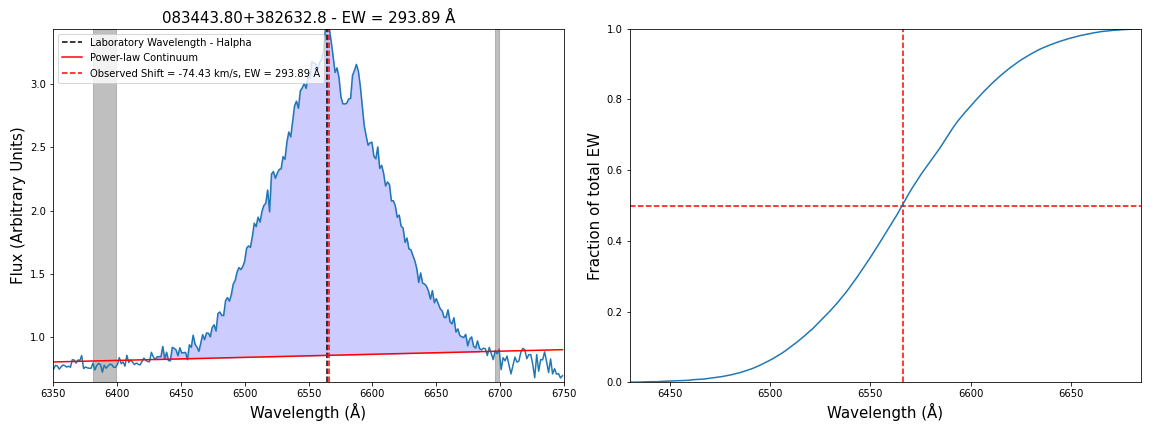 083443.80+382632.8 - EW = 293.89 Å
Laboratory Wavelength - Halpha
Power-law Continuum
Observed Shift = -74.43 km/s, EW = 293.89 Å
Flux (Arbitrary Units)
3.0
2.5
2.0
1.5
1.0
6350 6400 6450 6500 6550 6600 6650 6700 6750
Wavelength (Å)
Fraction of total EW
1.0
0.8
0.6
0.4
0.2
0.0
6450 6500 6550 6600 6650
Wavelength (Å)